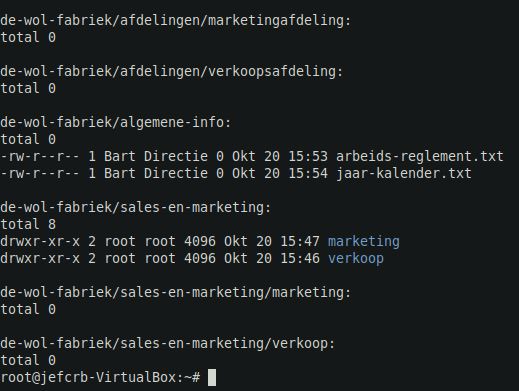 de-wol-fabriek/afdelingen/marketingafdeling:
total 0
de-wol-fabriek/afdelingen/verkoopsafdeling:
total 0
de-wol-fabriek/algemene-info:
total 0
-rw-r--r-- 1 Bart Directie 0 Okt 20 15:53 arbeids-reglement.txt
-rw-r--r-- 1 Bart Directie 0 Okt 20 15:54 jaar-kalender.txt
de-wol-fabriek/sales-en-marketing:
total 8
drwxr-xr-x 2 root root 4096 Okt 20 15:47 marketing
drwxr-xr-x 2 root root 4096 Okt 20 15:46 verkoop
de-wol-fabriek/sales-en-marketing/marketing:
total 0
de-wol-fabriek/sales-en-marketing/verkoop:
total 0
root@jefcrb-VirtualBox:~#